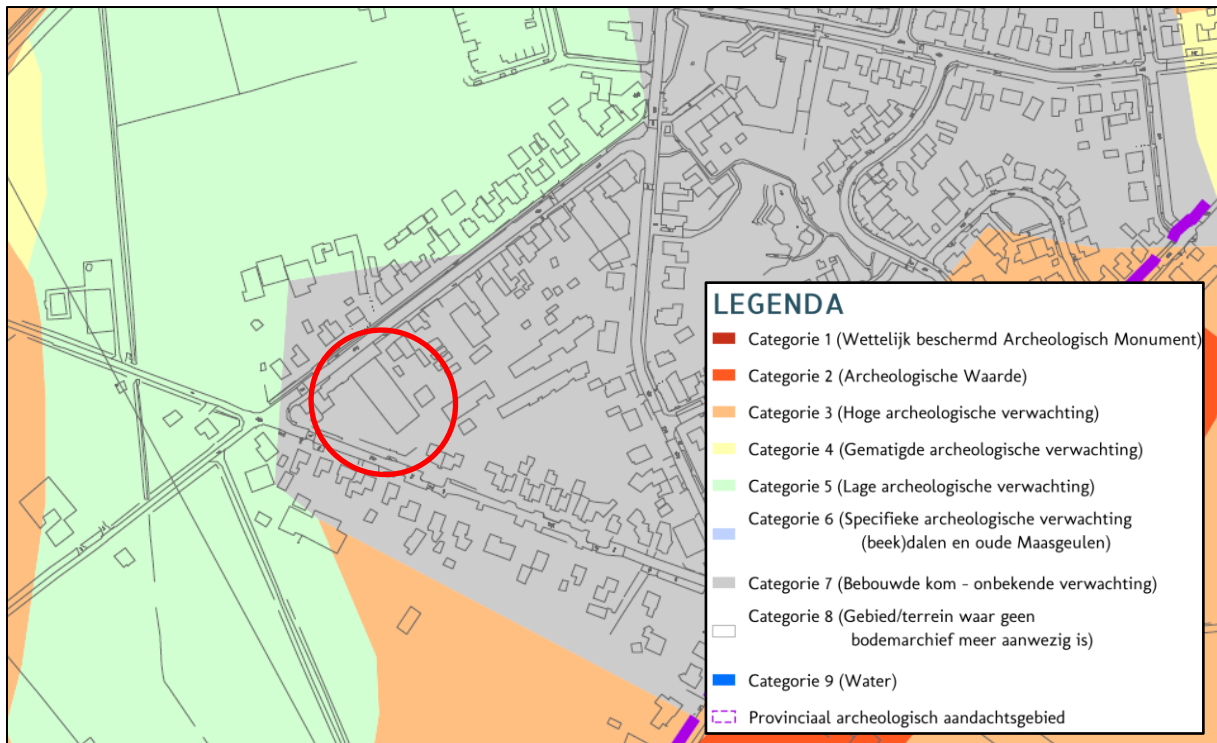 LEGENDA
Categorie 1 (Wettelijk beschermd Archeologisch Monument)
Categorie 2 (Archeologische Waarde)
Categorie 3 (Hoge archeologische verwachting)
Categorie 4 (Gematigde archeologische verwachting)
Categorie 5 (Lage archeologische verwachting)
Categorie 6 (Specifieke archeologische verwachting
(beek)dalen en oude Maasgeulen)
Categorie 7 (Bebouwde kom - onbekende verwachting)
Categorie 8 (Gebied/terrein waar geen
bodemarchief meer aanwezig is)
Categorie 9 (Water)
Provinciaal archeologisch aandachtsgebied